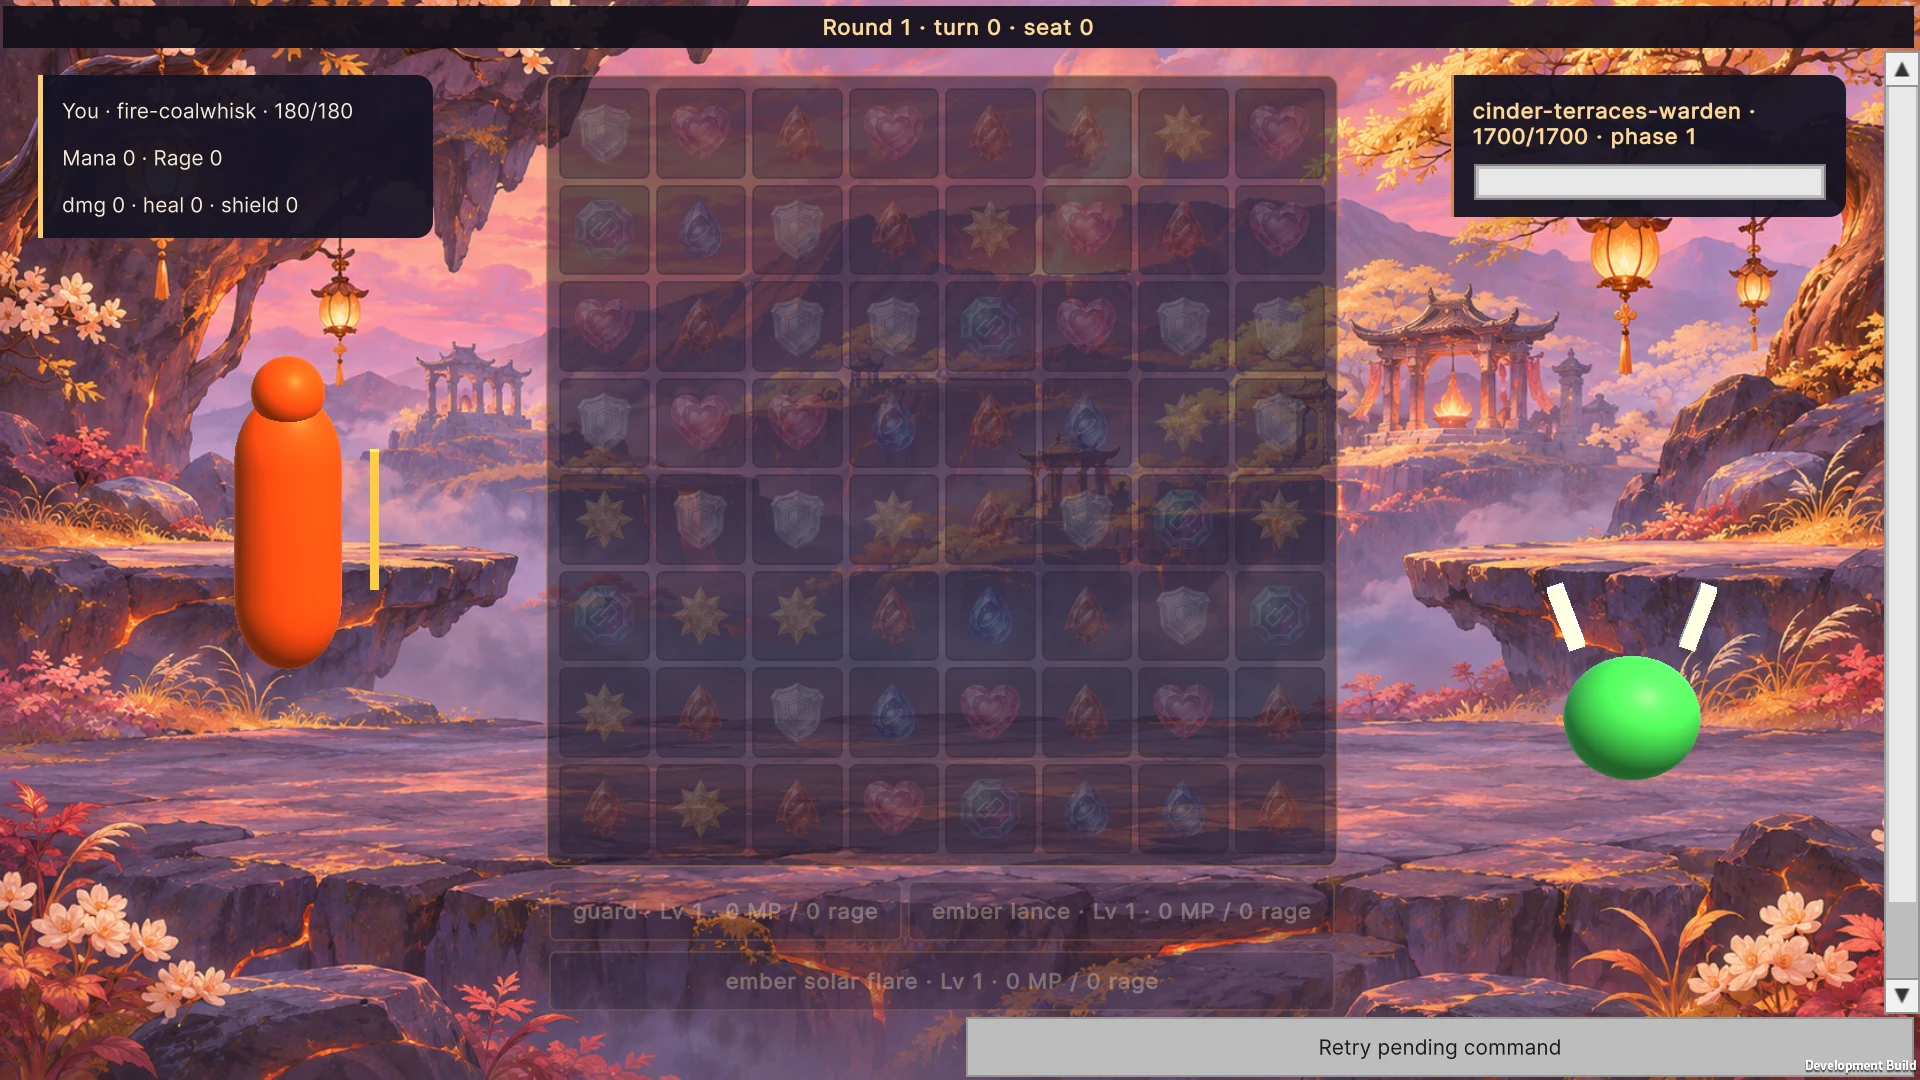 Round 1 · turn 0 · seat 0
You · fire-coalwhisk · 180/180
Mana 0 · Rage 0
dmg 0 · heal 0 · shield 0
cinder-terraces-warden ·
1700/1700 · phase 1
guard · Lv 1 · 0 MP / 0 rage
ember lance · Lv 1 · 0 MP / 0 rage
ember solar flare · Lv 1 · 0 MP / 0 rage
Retry pending command
Development Build